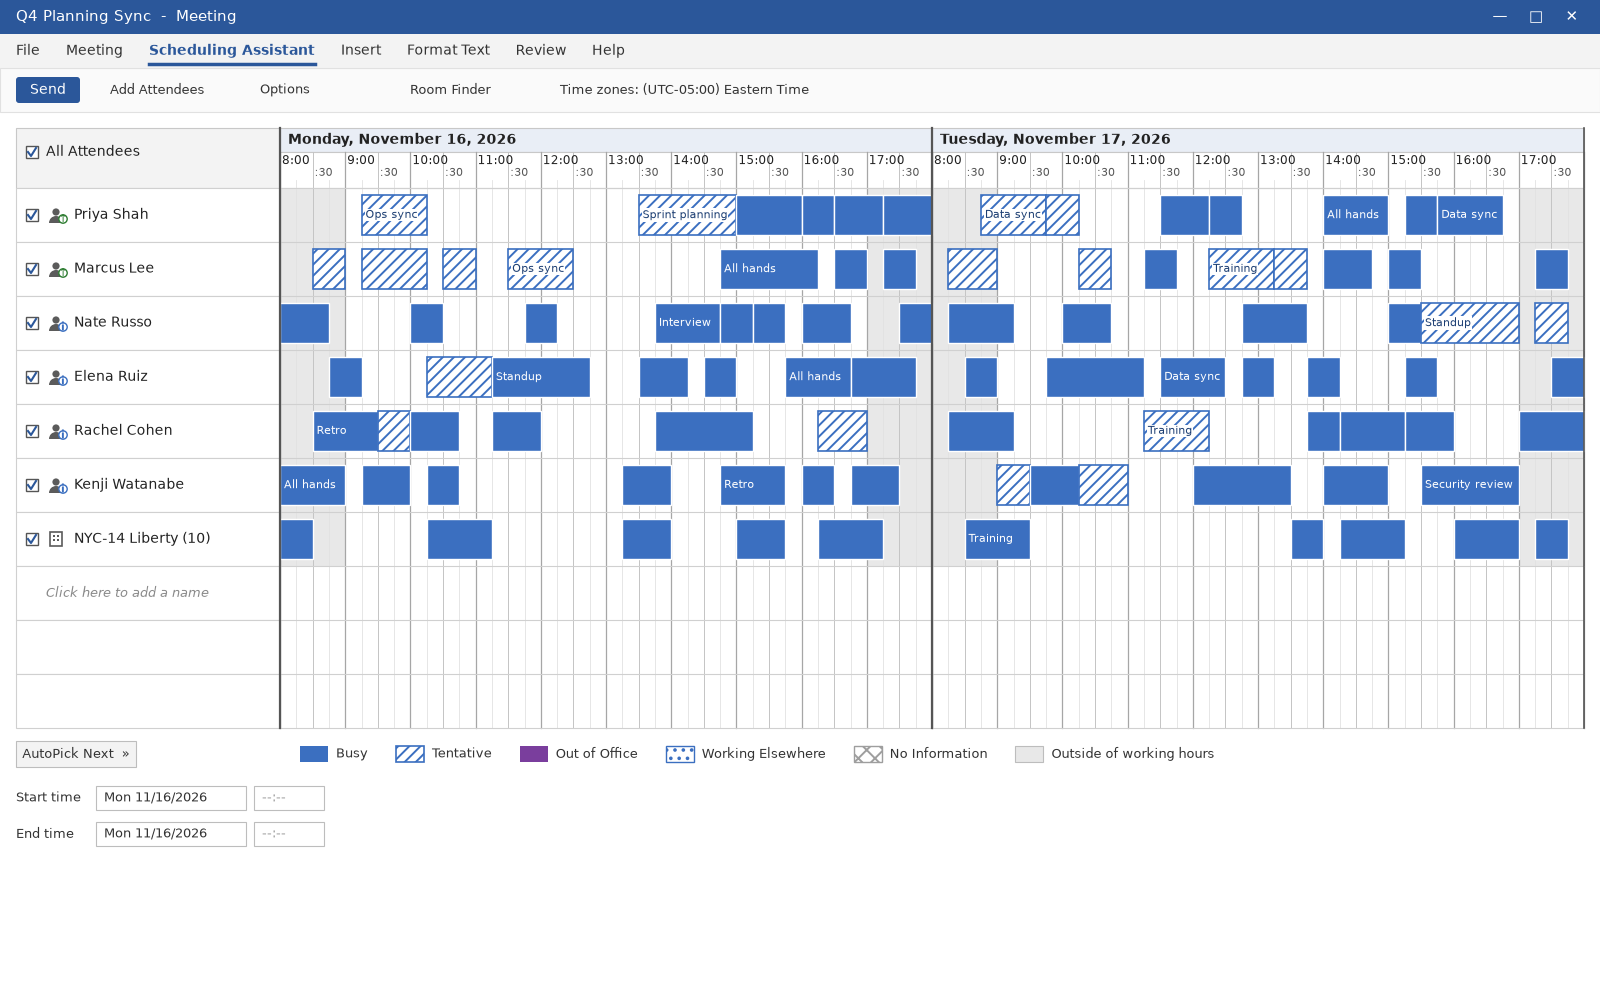 Q4 Planning Sync - Meeting
File Meeting Scheduling Assistant Insert Format Text Review Help
Send Add Attendees Options Room Finder Time zones: (UTC-05:00) Eastern Time
All Attendees
Monday, November 16, 2026 Tuesday, November 17, 2026
8:00 9:00 10:00 11:00 12:00 13:00 14:00 15:00 16:00 17:00 8:00 9:00 10:00 11:00 12:00 13:00 14:00 15:00 16:00 17:00
:30 :30 :30 :30 :30 :30 :30 :30 :30 :30 :30 :30 :30 :30 :30 :30 :30 :30 :30 :30
Priya Shah Ops sync Sprint planning Data sync All hands Data sync
Marcus Lee Ops sync All hands Training
Nate Russo Interview Standup
Elena Ruiz Standup All hands Data sync
Rachel Cohen Retro Training
Kenji Watanabe All hands Retro Security review
NYC-14 Liberty (10) Training
Click here to add a name
AutoPick Next » Busy Tentative Out of Office Working Elsewhere No Information Outside of working hours
Start time Mon 11/16/2026 --:--
End time Mon 11/16/2026 --:--